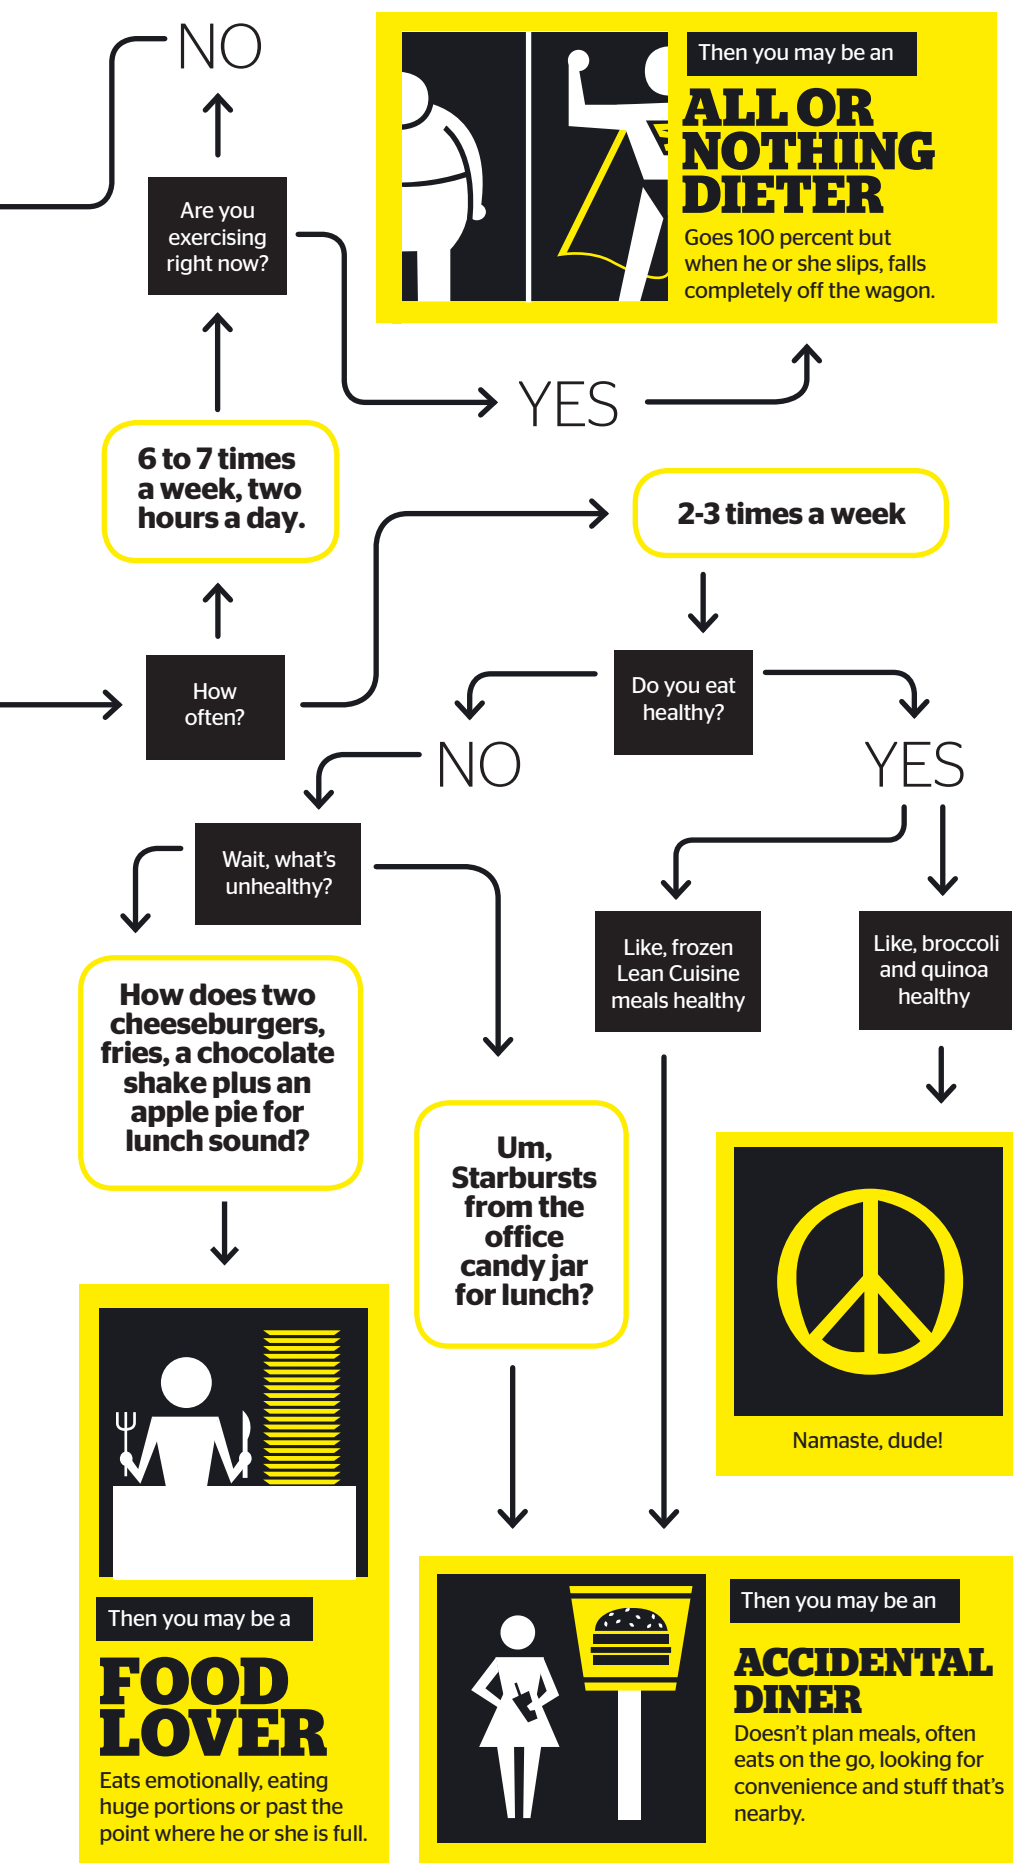 NO
Then you may be an
ALL OR
NOTHING
DIETER
Goes 100 percent but
when he or she slips, falls
completely off the wagon.
Are you
exercising
right now?
YES
6 to 7 times
a week, two
hours a day.
2-3 times a week
How
often?
Do you eat
healthy?
NO
YES
Wait, what's
unhealthy?
Like, frozen
Lean Cuisine
meals healthy
Like, broccoli
and quinoa
healthy
How does two
cheeseburgers,
fries, a chocolate
shake plus an
apple pie for
lunch sound?
Um,
Starbursts
from the
office
candy jar
for lunch?
Namaste, dude!
Then you may be a
FOOD
LOVER
Eats emotionally, eating
huge portions or past the
point where he or she is full.
Then you may be an
ACCIDENTAL
DINER
Doesn't plan meals, often
eats on the go, looking for
convenience and stuff that's
nearby.